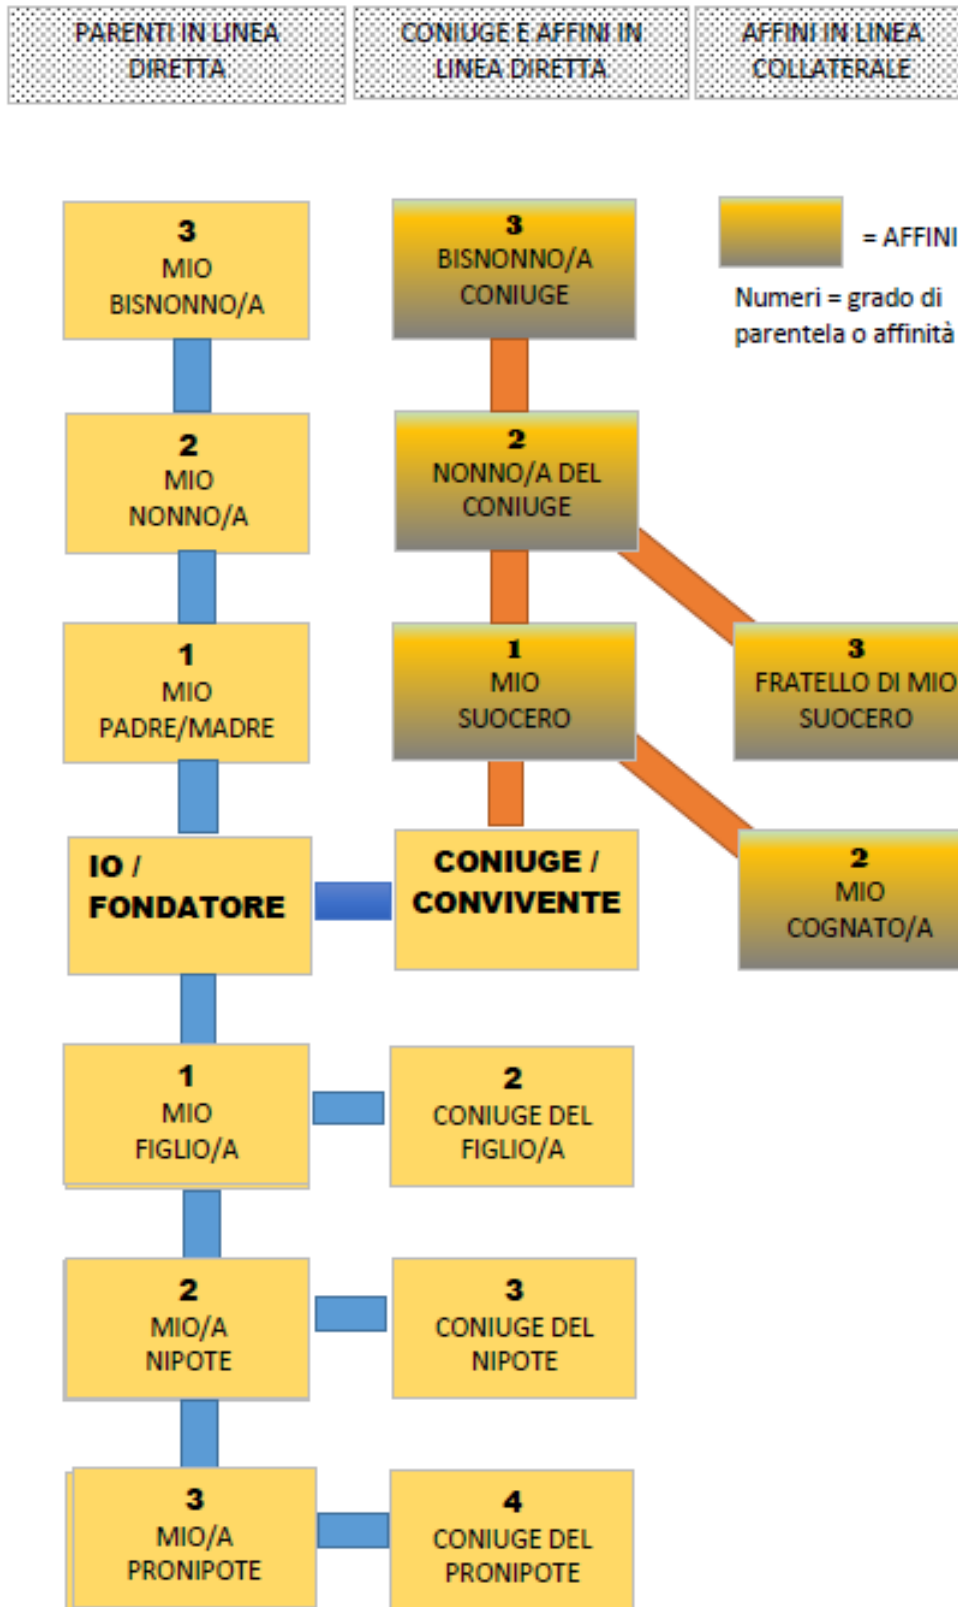 PARENTI IN LINEA
DIRETTA
CONIUGE E AFFINI IN
LINEA DIRETTA
AFFINI IN LINEA
COLLATERALE
3
MIO
BISNONNO/A
3
BISNONNO/A
CONIUGE
= AFFINI
Numeri = grado di
parentela o affinità
2
MIO
NONNO/A
2
NONNO/A DEL
CONIUGE
1
MIO
PADRE/MADRE
1
MIO
SUOCERO
3
FRATELLO DI MIO
SUOCERO
IO /
FONDATORE
CONIUGE /
CONVIVENTE
2
MIO
COGNATO/A
1
MIO
FIGLIO/A
2
CONIUGE DEL
FIGLIO/A
2
MIO/A
NIPOTE
3
CONIUGE DEL
NIPOTE
3
MIO/A
PRONIPOTE
4
CONIUGE DEL
PRONIPOTE